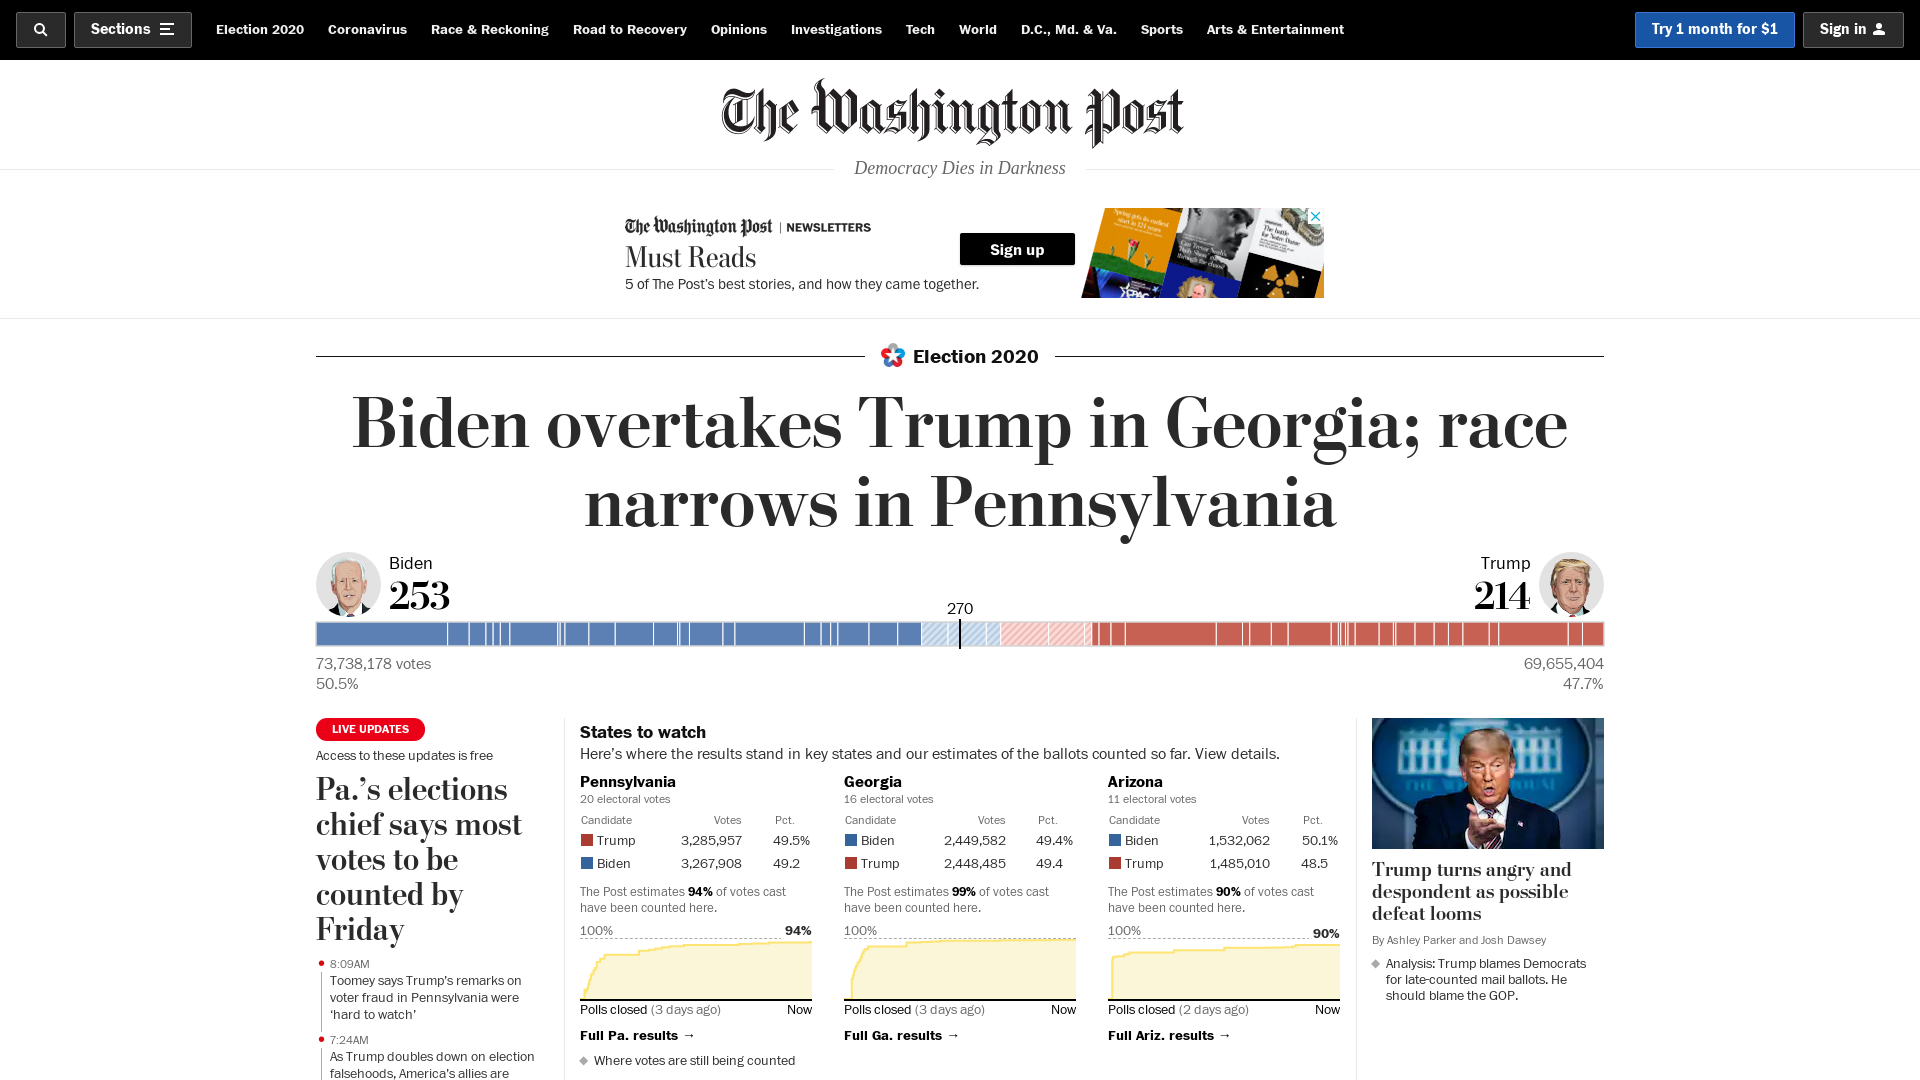 Sections
Election 2020
Coronavirus
Race & Reckoning
Road to Recovery
Opinions
Investigations
Tech
World
D.C., Md. & Va.
Sports
Arts & Entertainment
Try 1 month for $1
Sign in
The Washington Post
Democracy Dies in Darkness
The Washington Post | NEWSLETTERS
Must Reads
5 of The Post's best stories, and how they came together.
Sign up
Election 2020
Biden overtakes Trump in Georgia; race
narrows in Pennsylvania
Biden
253
270
Trump
214
73,738,178 votes
50.5%
69,655,404
47.7%
LIVE UPDATES
Access to these updates is free
Pa.’s elections
chief says most
votes to be
counted by
Friday
8:09AM
Toomey says Trump's remarks on
voter fraud in Pennsylvania were
‘hard to watch’
7:24AM
As Trump doubles down on election
falsehoods, America's allies are
States to watch
Here’s where the results stand in key states and our estimates of the ballots counted so far. View details.
Pennsylvania
20 electoral votes
Candidate Votes Pct.
Trump 3,285,957 49.5%
Biden 3,267,908 49.2
The Post estimates 94% of votes cast
have been counted here.
100% 94%
Polls closed (3 days ago) Now
Full Pa. results →
Where votes are still being counted
Georgia
16 electoral votes
Candidate Votes Pct.
Biden 2,449,582 49.4%
Trump 2,448,485 49.4
The Post estimates 99% of votes cast
have been counted here.
100%
Polls closed (3 days ago) Now
Full Ga. results →
Arizona
11 electoral votes
Candidate Votes Pct.
Biden 1,532,062 50.1%
Trump 1,485,010 48.5
The Post estimates 90% of votes cast
have been counted here.
100% 90%
Polls closed (2 days ago) Now
Full Ariz. results →
Trump turns angry and
despondent as possible
defeat looms
By Ashley Parker and Josh Dawsey
Analysis: Trump blames Democrats
for late-counted mail ballots. He
should blame the GOP.